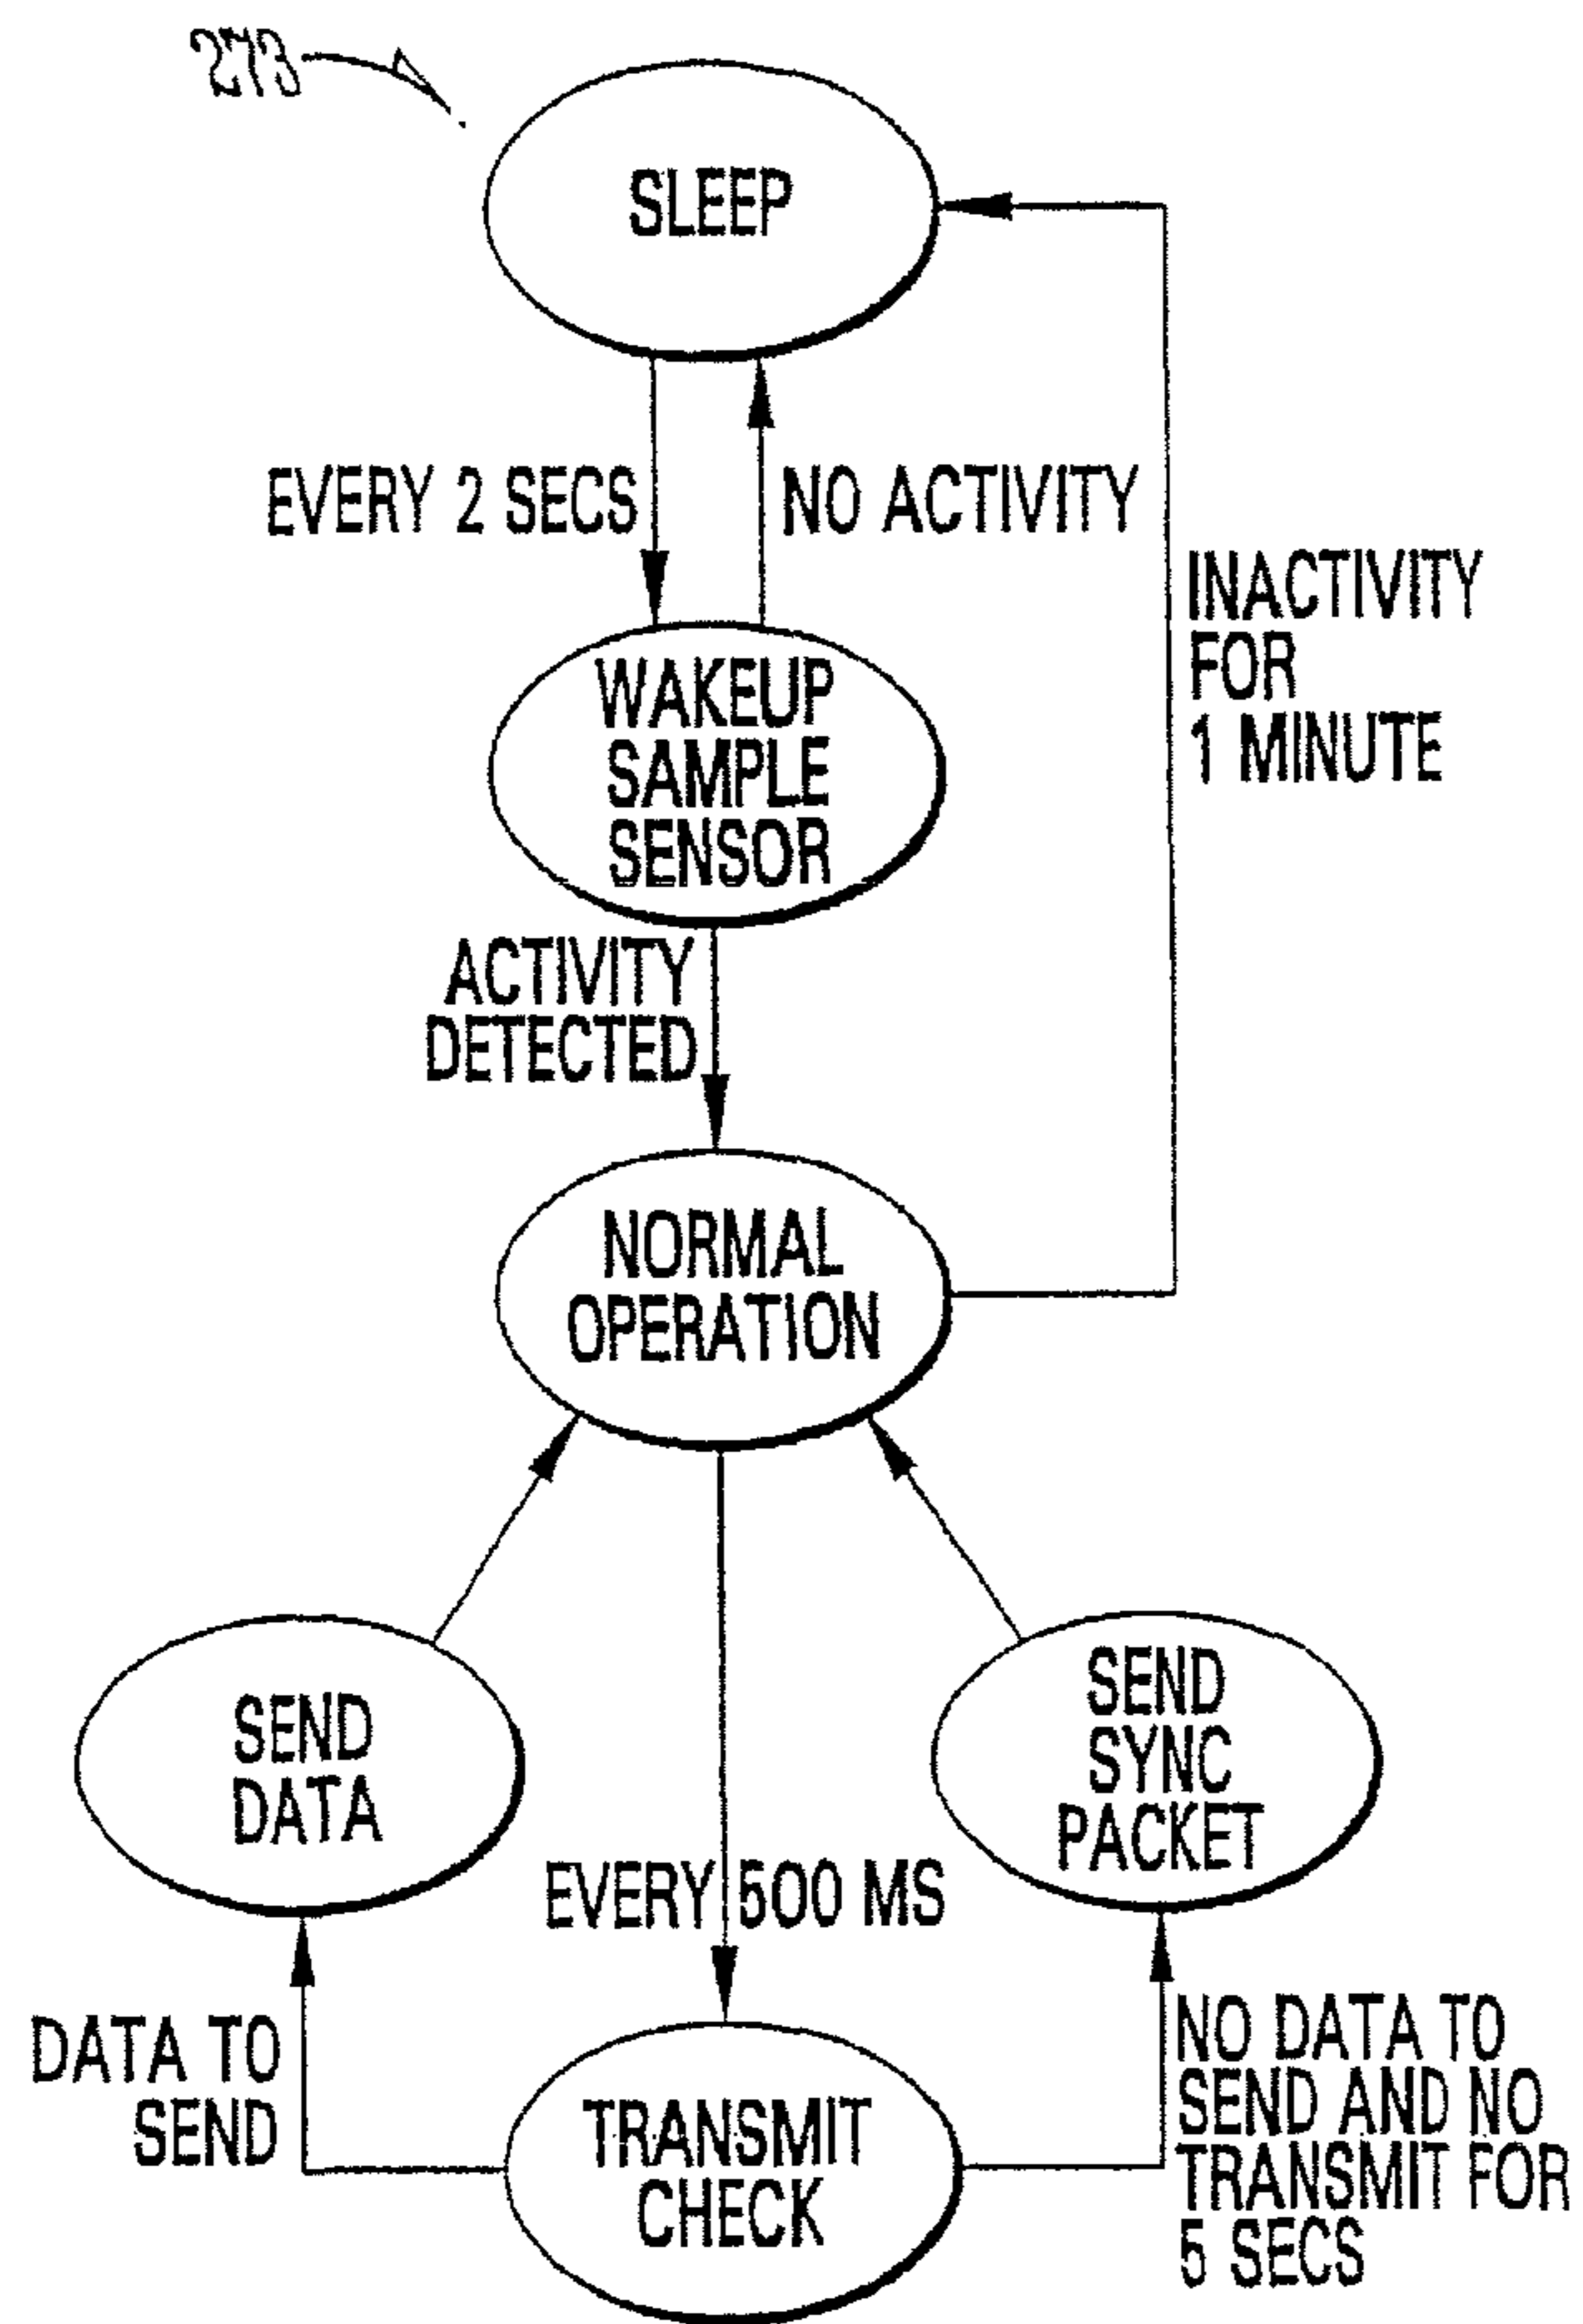 273
SLEEP
EVERY 2 SECS
NO ACTIVITY
INACTIVITY
FOR
1 MINUTE
WAKEUP
SAMPLE
SENSOR
ACTIVITY
DETECTED
NORMAL
OPERATION
SEND
DATA
SEND
SYNC
PACKET
EVERY 500 MS
DATA TO
SEND
NO DATA TO
SEND AND NO
TRANSMIT FOR
5 SECS
TRANSMIT
CHECK